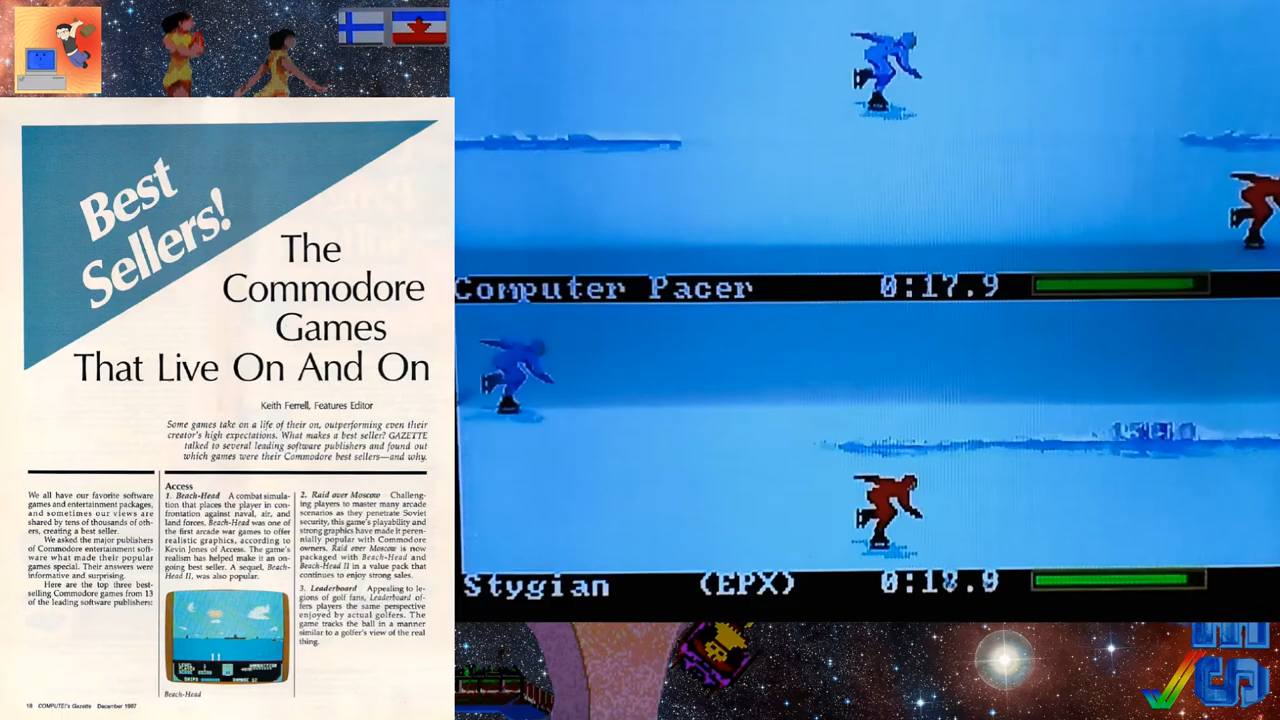 Best
Sellers!
The
Commodore
Games
That Live On And On
Keith Ferrell, Features Editor
Some games take on a life of their on, outperforming even their
creator's high expectations. What makes a best seller? GAZETTE
talked to several leading software publishers and found out
which games were their Commodore best sellers—and why.
We all have our favorite software
games and entertainment packages,
and sometimes our views are
shared by tens of thousands of oth-
ers, creating a best seller.
We asked the major publishers
of Commodore entertainment soft-
ware what made their popular
games special. Their answers were
informative and surprising.
Here are the top three best-
selling Commodore games from 13
of the leading software publishers:
Access
1. Beach-Head A combat simula-
tion that places the player in con-
frontation against naval, air, and
land forces, Beach-Head was one of
the first arcade war games to offer
realistic graphics, according to
Kevin Jones of Access. The game's
realism has helped make it an on-
going best seller. A sequel, Beach-
Head II, was also popular.
Beach-Head
2. Raid over Moscow Challeng-
ing players to master many arcade
scenarios as they penetrate Soviet
security, this game's playability and
strong graphics have made it peren-
nially popular with Commodore
owners. Raid over Moscow is now
packaged with Beach-Head and
Beach-Head II in a value pack that
continues to enjoy strong sales.
3. Leaderboard Appealing to le-
gions of golf fans, Leaderboard of-
fers players the same perspective
enjoyed by actual golfers. The
game tracks the ball in a manner
similar to a golfer's view of the real
thing.
18 COMPUTE!'s Gazette December 1987
Computer Pacer 0:17.9
Stygian (EPX) 0:18.9